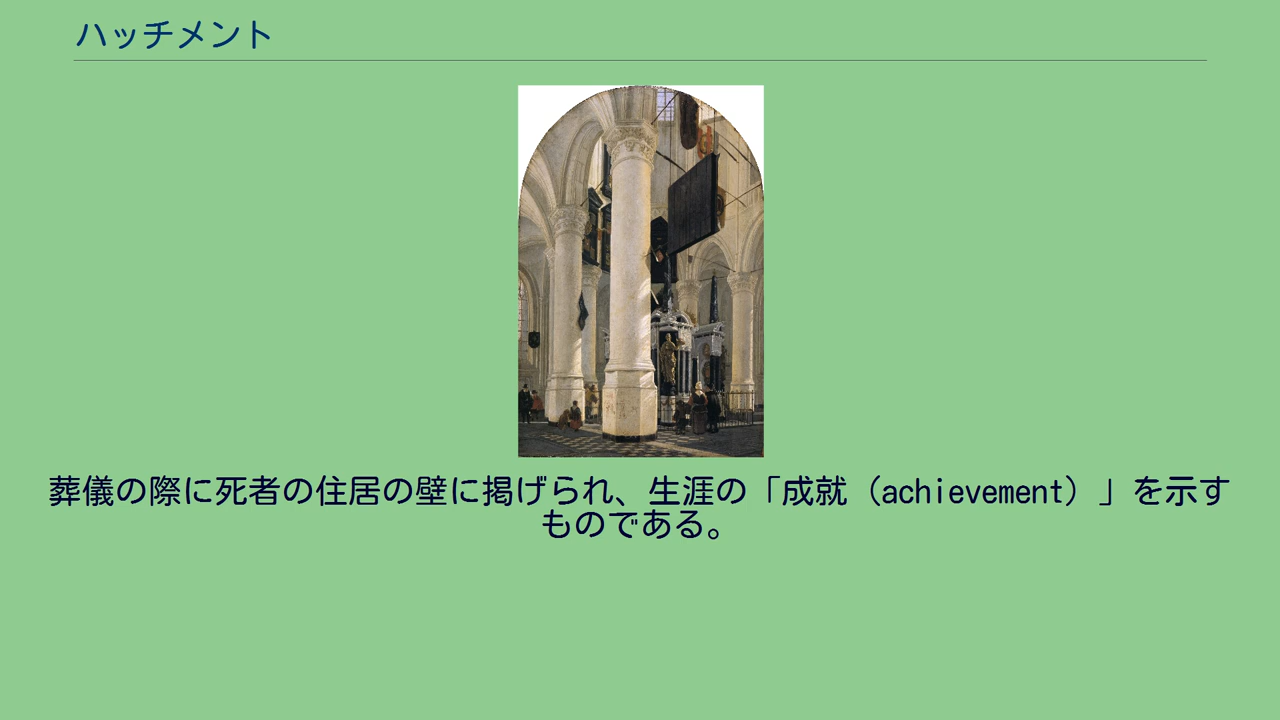 ハッチメント
葬儀の際に死者の住居の壁に掲げられ、生涯の「成就（achievement）」を示す
ものである。